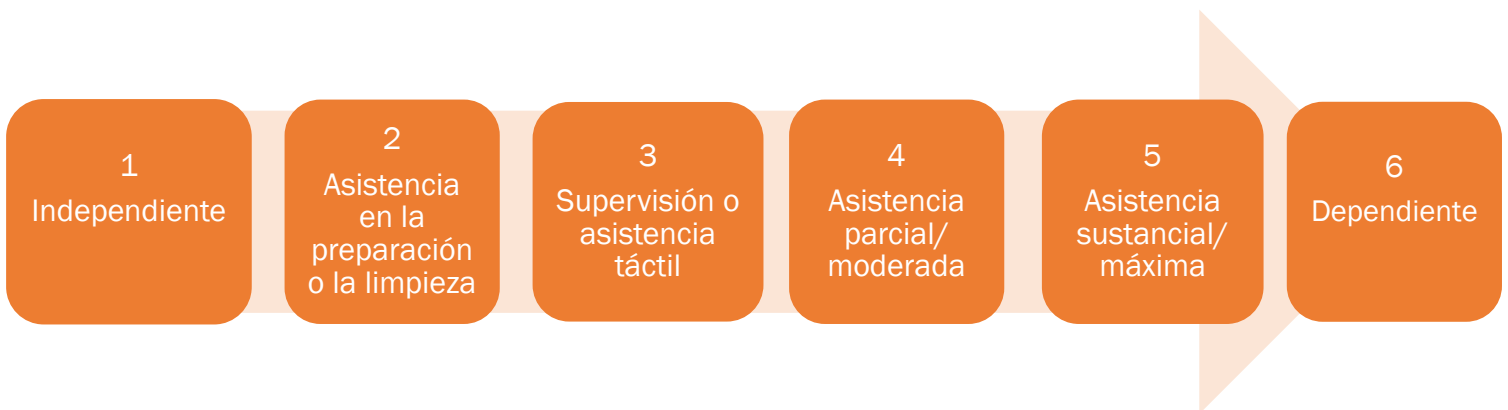 1
Independiente
2
Asistencia
en la
preparación
o la limpieza
3
Supervisión o
asistencia
táctil
4
Asistencia
parcial/
moderada
5
Asistencia
sustancial/
máxima
6
Dependiente